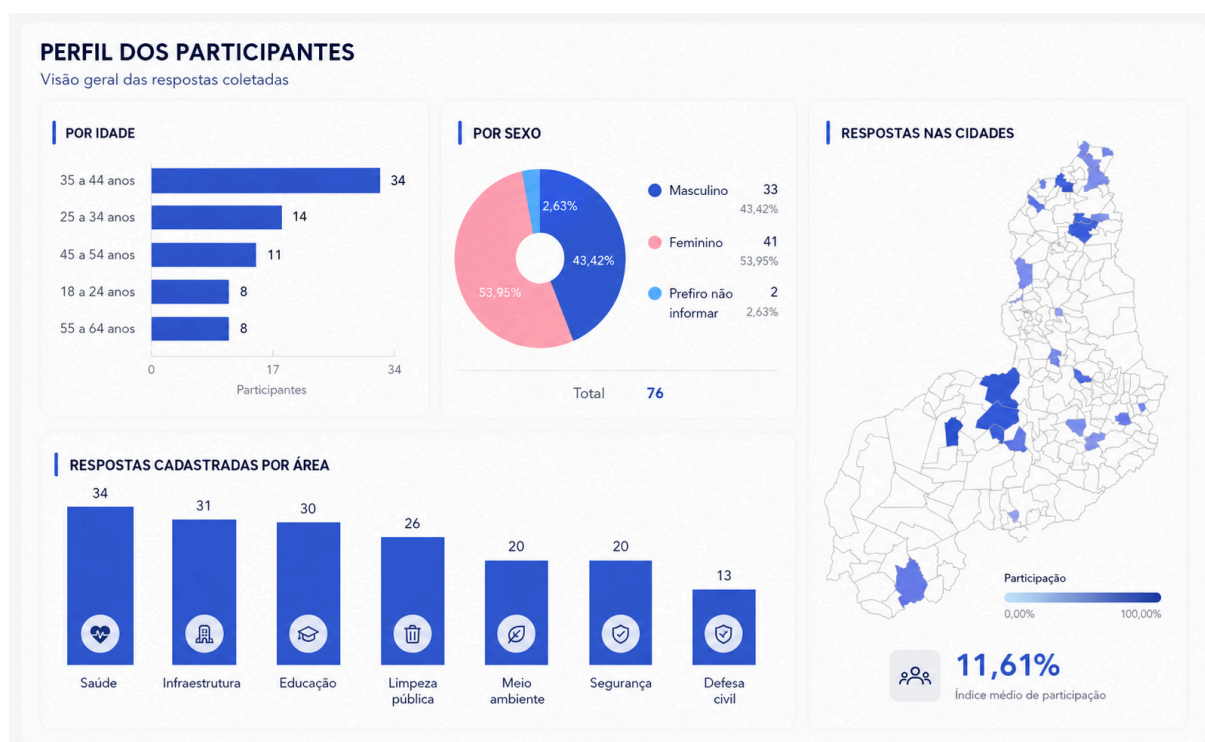 PERFIL DOS PARTICIPANTES
Visão geral das respostas coletadas
POR IDADE
35 a 44 anos 34
25 a 34 anos 14
45 a 54 anos 11
18 a 24 anos 8
55 a 64 anos 8
0 17 34
Participantes
POR SEXO
2,63%
43,42%
53,95%
Masculino 33
43,42%
Feminino 41
53,95%
Prefiro não 2
informar 2,63%
Total 76
RESPOSTAS CADASTRADAS POR ÁREA
34 31 30 26 20 20 13
Saúde Infraestrutura Educação Limpeza Meio Segurança Defesa
pública ambiente civil
RESPOSTAS NAS CIDADES
Participação
0,00% 100,00%
11,61%
Índice médio de participação